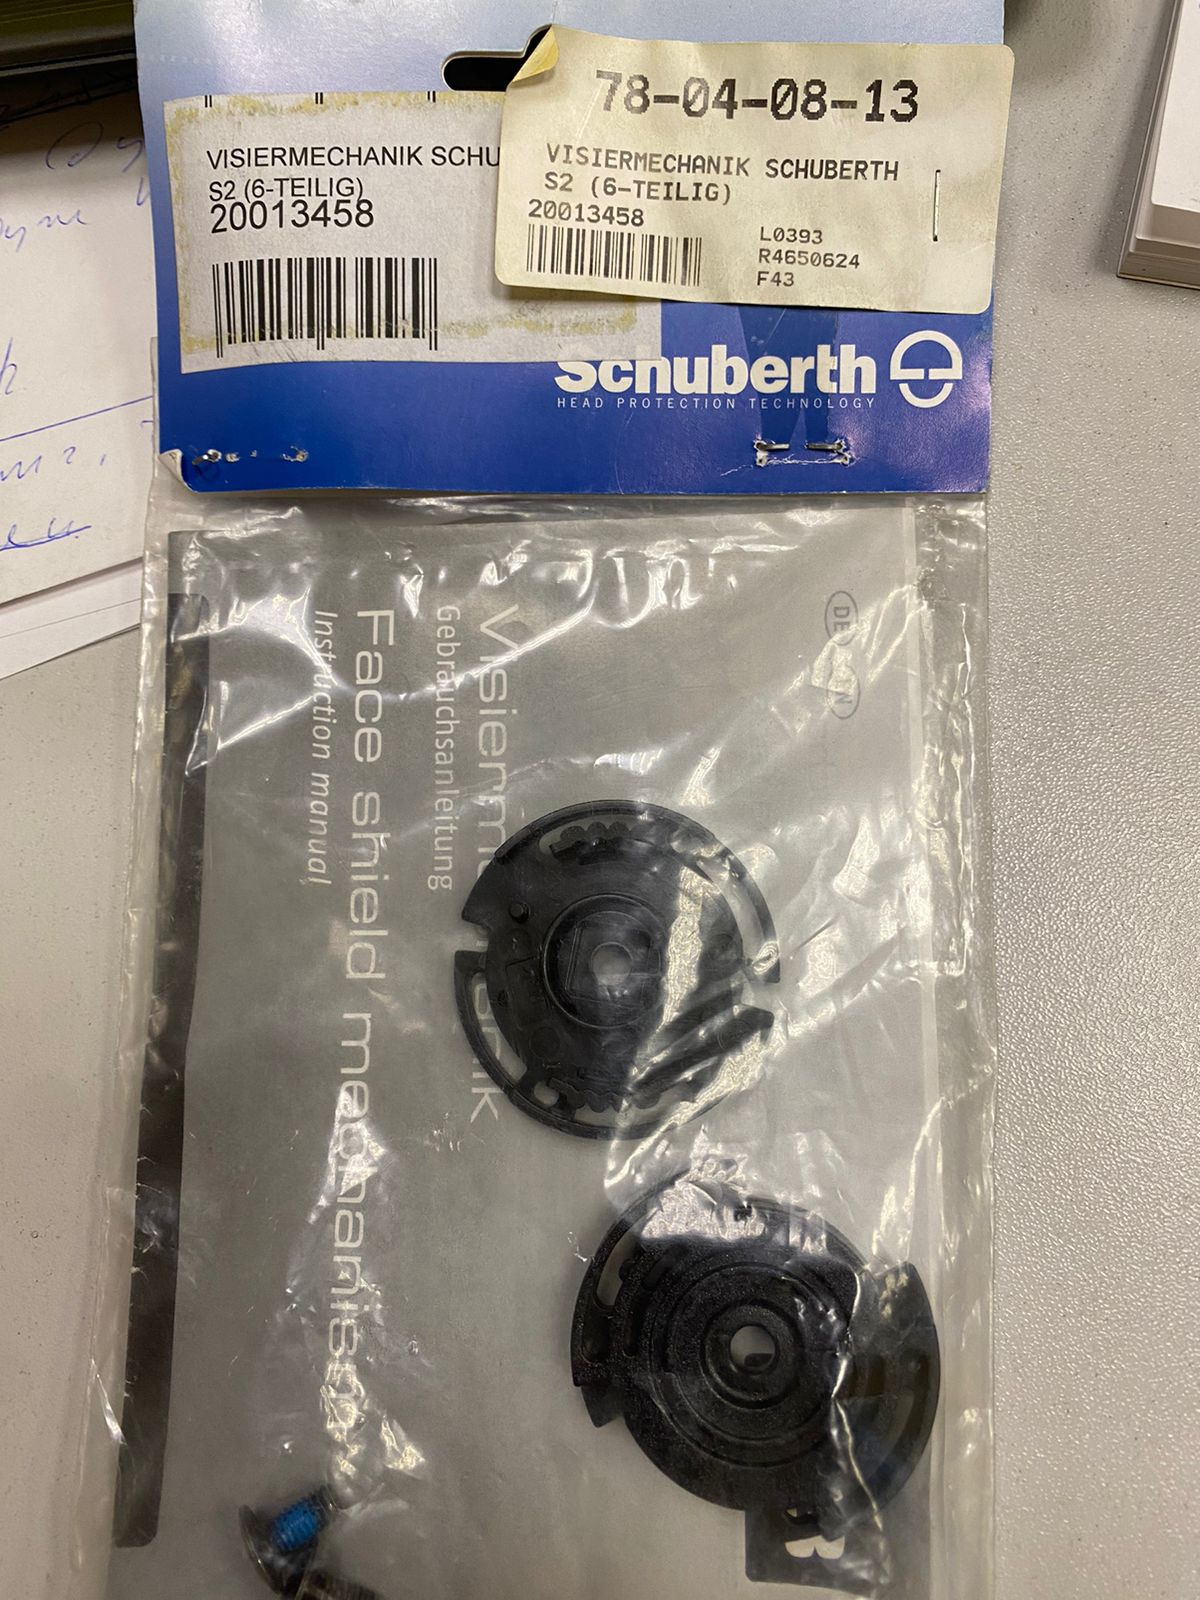 78-04-08-13
VISIERMECHANIK SCHUBERTH
S2 (6-TEILIG)
20013458
L0393
R4650624
F43
VISIERMECHANIK SCHU
S2 (6-TEILIG)
20013458
Schuberth
HEAD PROTECTION TECHNOLOGY
DE
Gebrauchsanleitung
Face shield mechanism
Instruction manual